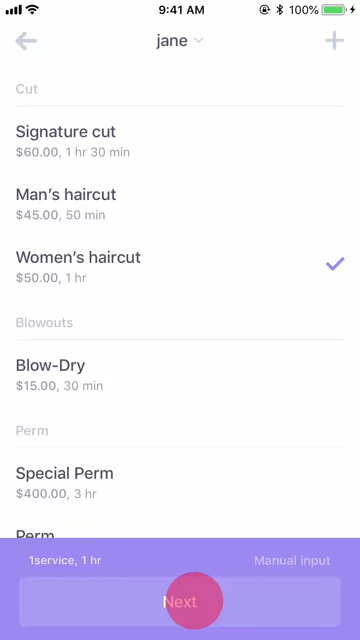 9:41 AM
100%
jane
Cut
Signature cut
$60.00, 1 hr 30 min
Man's haircut
$45.00, 50 min
Women's haircut
$50.00, 1 hr
Blowouts
Blow-Dry
$15.00, 30 min
Perm
Special Perm
$400.00, 3 hr
Perm
1service, 1 hr
Manual input
Next